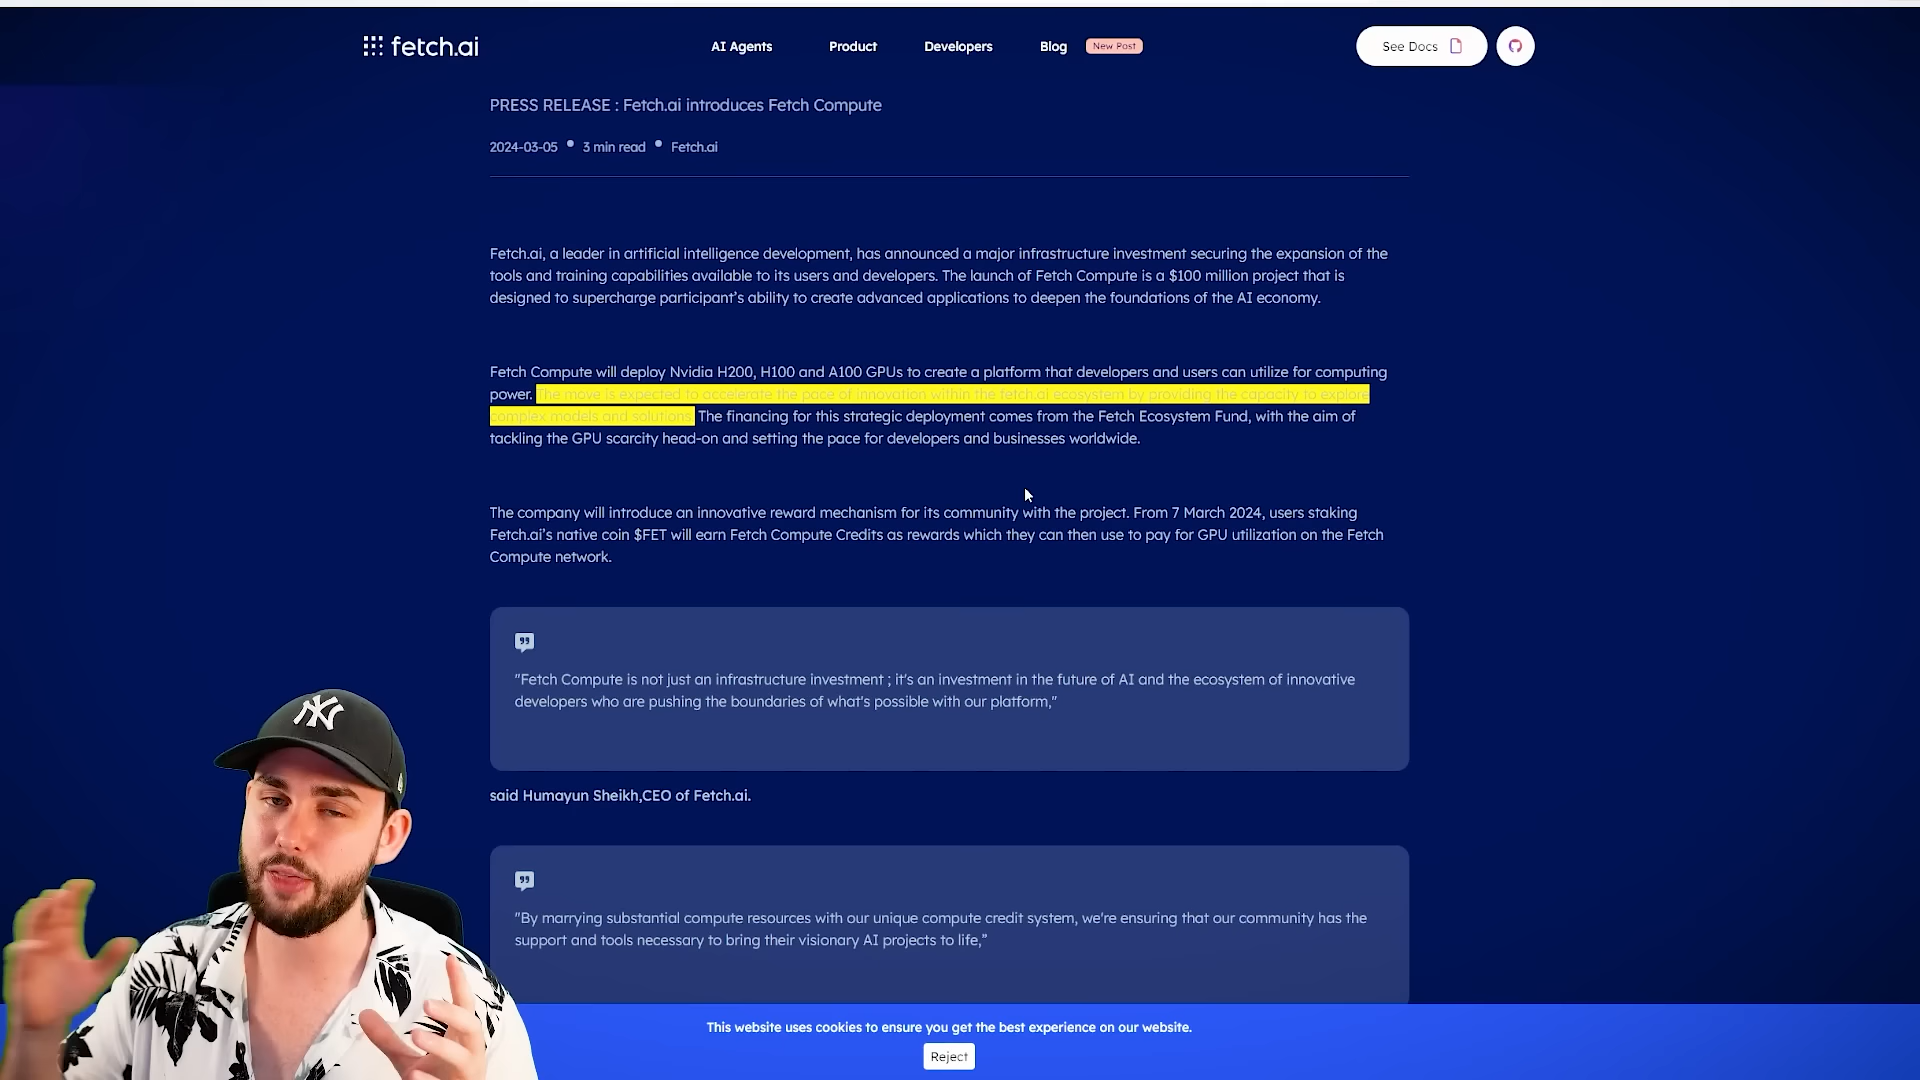 fetch.ai
AI Agents
Product
Developers
Blog
New Post
See Docs
PRESS RELEASE : Fetch.ai introduces Fetch Compute
2024-03-05 • 3 min read • Fetch.ai
Fetch.ai, a leader in artificial intelligence development, has announced a major infrastructure investment securing the expansion of the
tools and training capabilities available to its users and developers. The launch of Fetch Compute is a $100 million project that is
designed to supercharge participant's ability to create advanced applications to deepen the foundations of the AI economy.
Fetch Compute will deploy Nvidia H200, H100 and A100 GPUs to create a platform that developers and users can utilize for computing
power. The move is expected to accelerate the pace of innovation within the fetch.ai ecosystem by providing the capacity to explore
complex models and solutions. The financing for this strategic deployment comes from the Fetch Ecosystem Fund, with the aim of
tackling the GPU scarcity head-on and setting the pace for developers and businesses worldwide.
The company will introduce an innovative reward mechanism for its community with the project. From 7 March 2024, users staking
Fetch.ai's native coin $FET will earn Fetch Compute Credits as rewards which they can then use to pay for GPU utilization on the Fetch
Compute network.
"Fetch Compute is not just an infrastructure investment ; it's an investment in the future of AI and the ecosystem of innovative
developers who are pushing the boundaries of what's possible with our platform,"
said Humayun Sheikh,CEO of Fetch.ai.
"By marrying substantial compute resources with our unique compute credit system, we're ensuring that our community has the
support and tools necessary to bring their visionary AI projects to life,"
NY
This website uses cookies to ensure you get the best experience on our website.
Reject